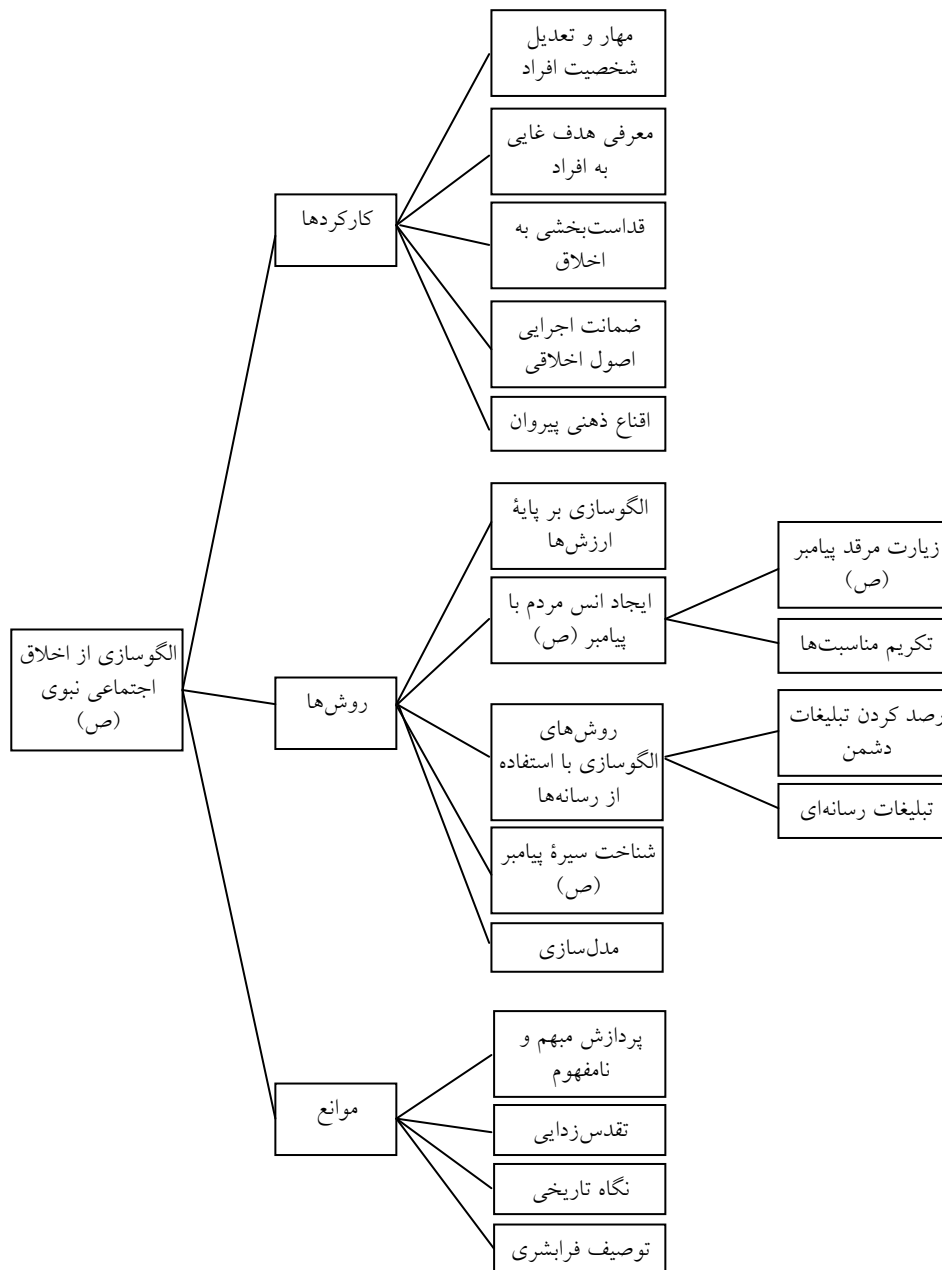 الگوسازی از اخلاق
اجتماعی نبوی
(ص)
کارکردها
مهار و تعدیل
شخصیت افراد
معرفی هدف غایی
به افراد
قداست‌بخشی به
اخلاق
ضمانت اجرایی
اصول اخلاقی
اقناع ذهنی پیروان
روش‌ها
الگوسازی بر پایۀ
ارزش‌ها
ایجاد انس مردم با
پیامبر (ص)
زیارت مرقد پیامبر
(ص)
تکریم مناسبت‌ها
روش‌های
الگوسازی با استفاده
از رسانه‌ها
رصد کردن تبلیغات
دشمن
تبلیغات رسانه‌ای
شناخت سیرۀ پیامبر
(ص)
مدل‌سازی
موانع
پردازش مبهم و
نامفهوم
تقدس‌زدایی
نگاه تاریخی
توصیف فرابشری